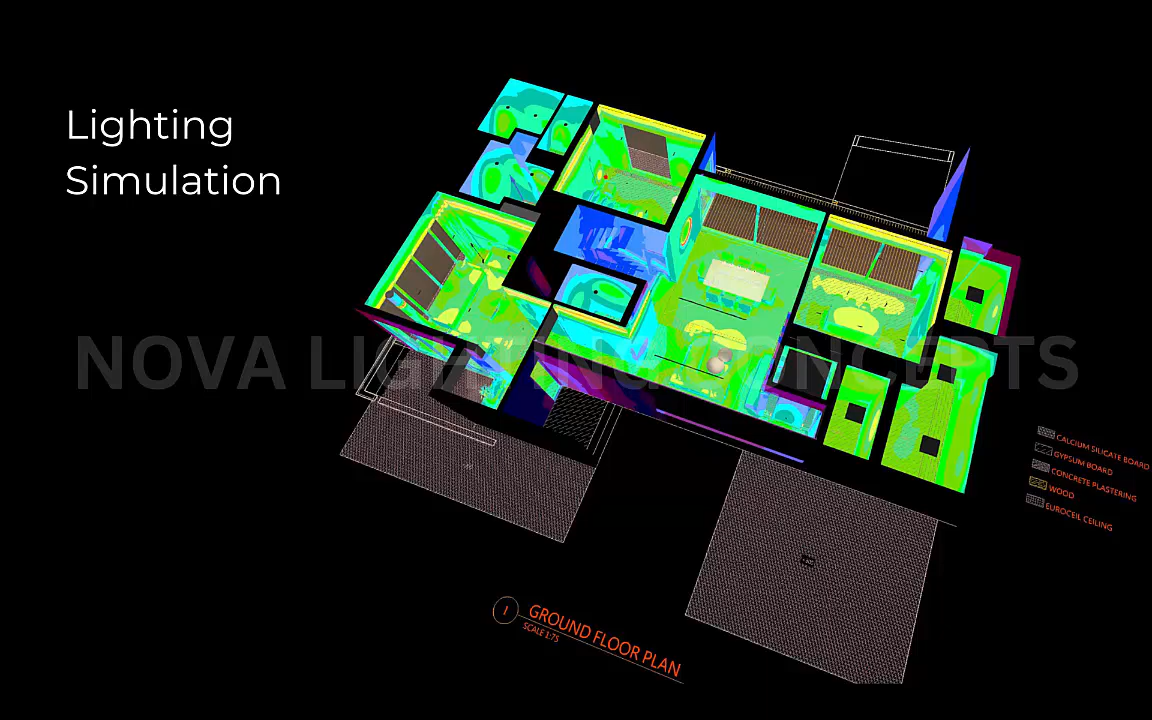 Lighting
Simulation
NOVA LIGHTING CONCEPTS
CALCIUM SILICATE BOARD
GYPSUM BOARD
CONCRETE PLASTERING
WOOD
EUROCEIL CEILING
1 GROUND FLOOR PLAN
SCALE 1:75